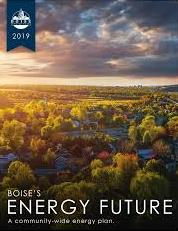 2019
BOISE'S
ENERGY FUTURE
A community-wide energy plan.